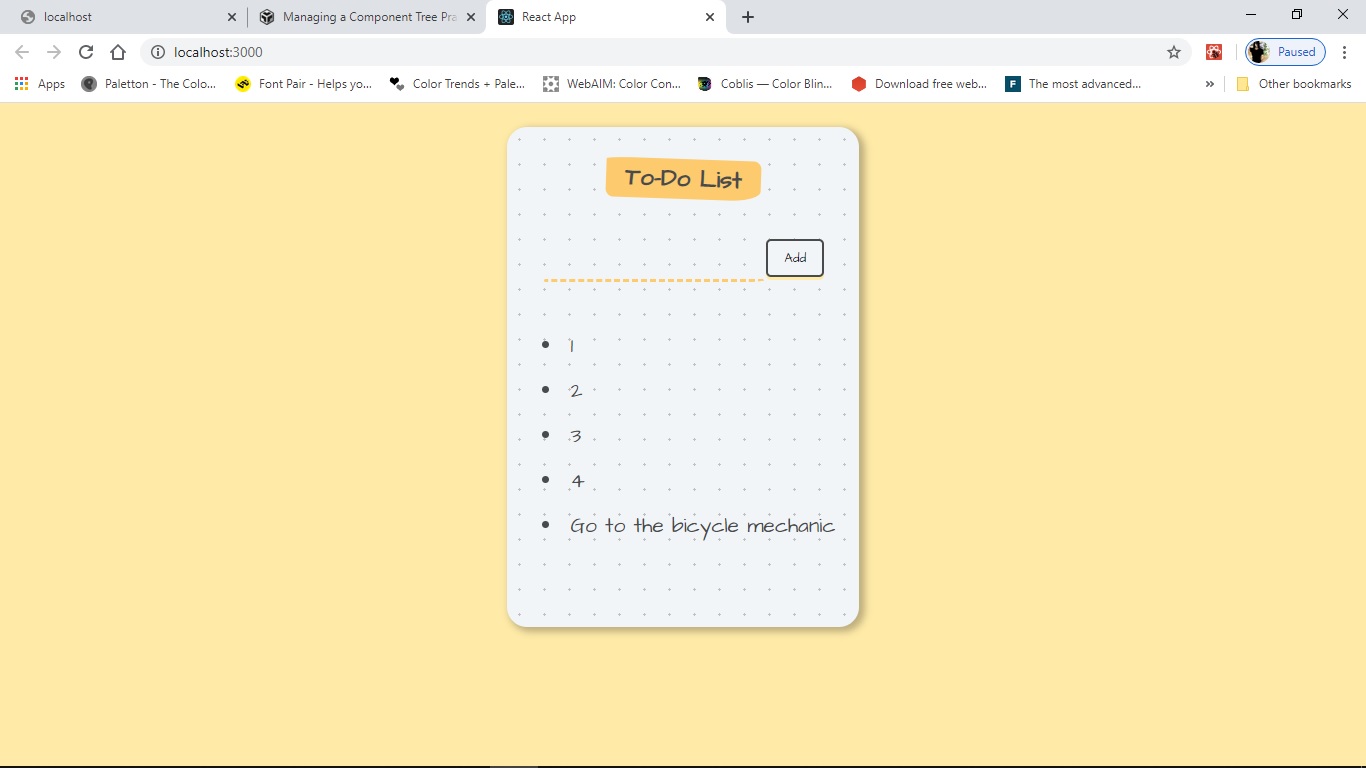 localhost
Managing a Component Tree Pra
React App
localhost:3000
Paused
Apps
Paletton - The Colo...
Font Pair - Helps yo...
Color Trends + Pale...
WebAIM: Color Con...
Coblis — Color Blin...
Download free web...
F
The most advanced...
»
Other bookmarks
To-Do List
Add
1
2
3
4
Go to the bicycle mechanic